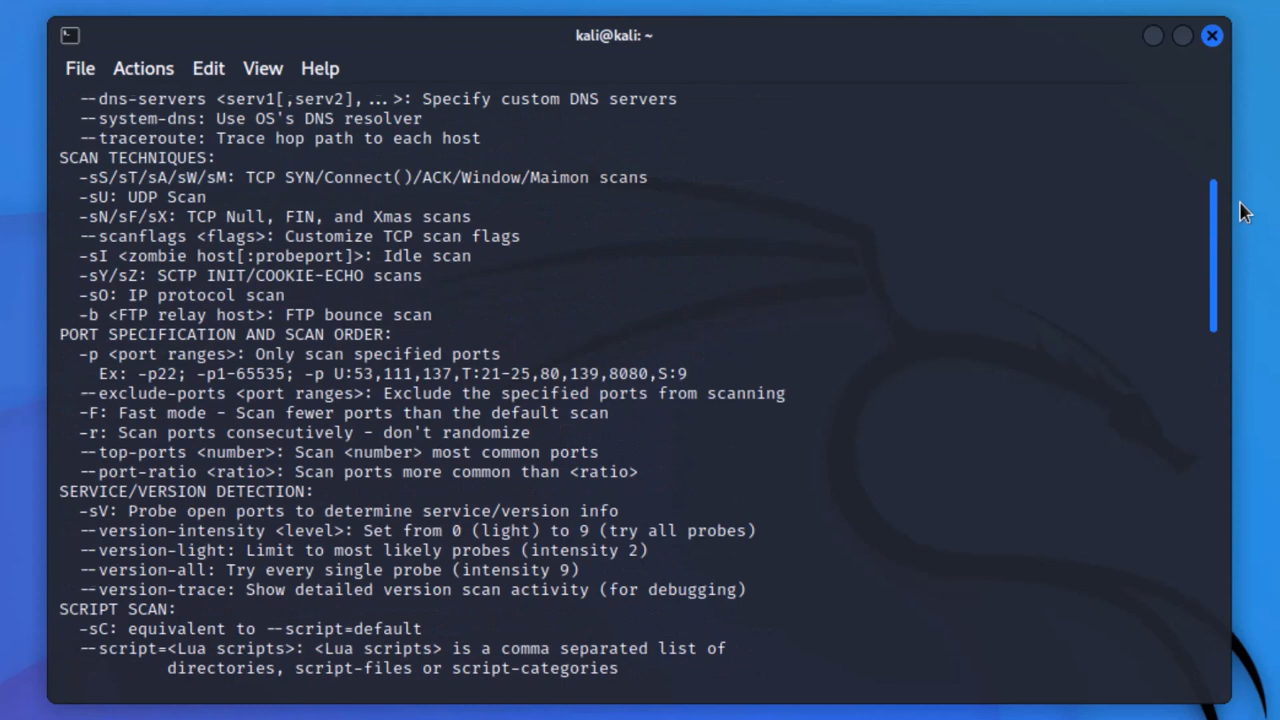 kali@kali: ~
File Actions Edit View Help
--dns-servers <serv1[,serv2],...>: Specify custom DNS servers
--system-dns: Use OS's DNS resolver
--traceroute: Trace hop path to each host
SCAN TECHNIQUES:
-sS/sT/sA/sW/sM: TCP SYN/Connect()/ACK/Window/Maimon scans
-sU: UDP Scan
-sN/sF/sX: TCP Null, FIN, and Xmas scans
--scanflags <flags>: Customize TCP scan flags
-sI <zombie host[:probeport]>: Idle scan
-sY/sZ: SCTP INIT/COOKIE-ECHO scans
-sO: IP protocol scan
-b <FTP relay host>: FTP bounce scan
PORT SPECIFICATION AND SCAN ORDER:
-p <port ranges>: Only scan specified ports
Ex: -p22; -p1-65535; -p U:53,111,137,T:21-25,80,139,8080,S:9
--exclude-ports <port ranges>: Exclude the specified ports from scanning
-F: Fast mode - Scan fewer ports than the default scan
-r: Scan ports consecutively - don't randomize
--top-ports <number>: Scan <number> most common ports
--port-ratio <ratio>: Scan ports more common than <ratio>
SERVICE/VERSION DETECTION:
-sV: Probe open ports to determine service/version info
--version-intensity <level>: Set from 0 (light) to 9 (try all probes)
--version-light: Limit to most likely probes (intensity 2)
--version-all: Try every single probe (intensity 9)
--version-trace: Show detailed version scan activity (for debugging)
SCRIPT SCAN:
-sC: equivalent to --script=default
--script=<Lua scripts>: <Lua scripts> is a comma separated list of
directories, script-files or script-categories